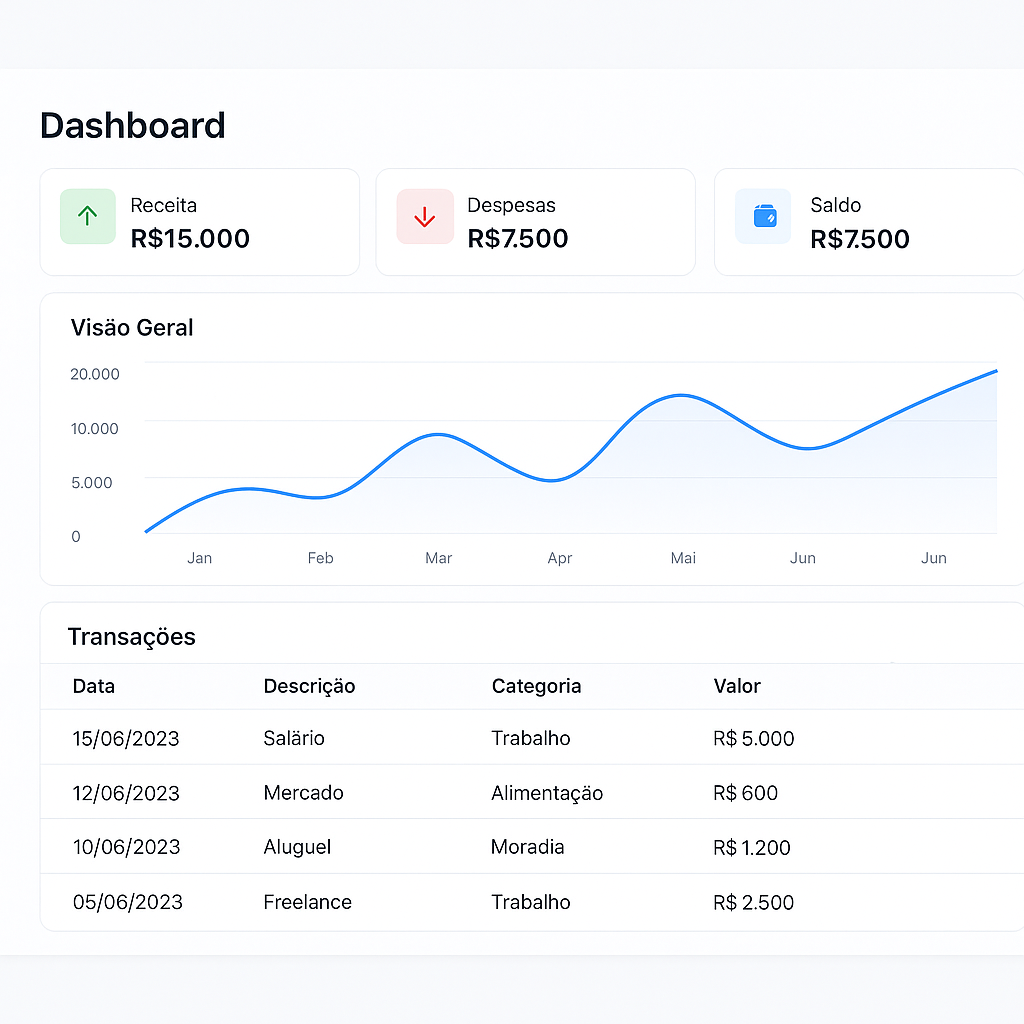 Dashboard
Receita
R$15.000
Despesas
R$7.500
Saldo
R$7.500
Visäo Geral
20.000
10.000
5.000
0
Jan Feb Mar Apr Mai Jun Jun
Transações
Data Descrição Categoria Valor
15/06/2023 Salärio Trabalho R$ 5.000
12/06/2023 Mercado Alimentação R$ 600
10/06/2023 Aluguel Moradia R$ 1.200
05/06/2023 Freelance Trabalho R$ 2.500